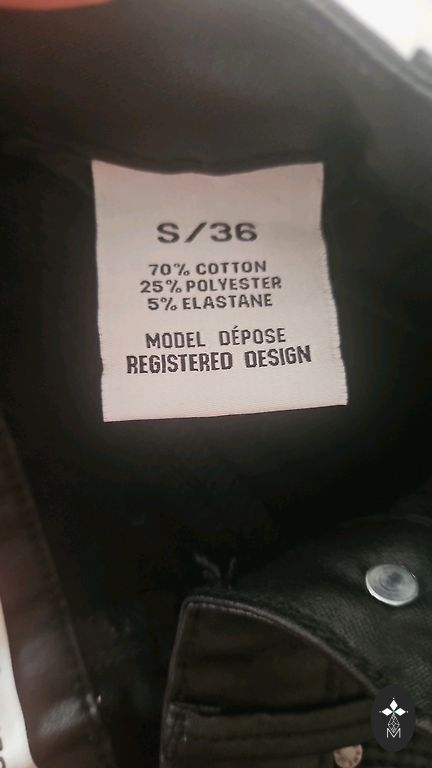 S/36
70% COTTON
25% POLYESTER
5% ELASTANE
MODEL DÉPOSE
REGISTERED DESIGN
M